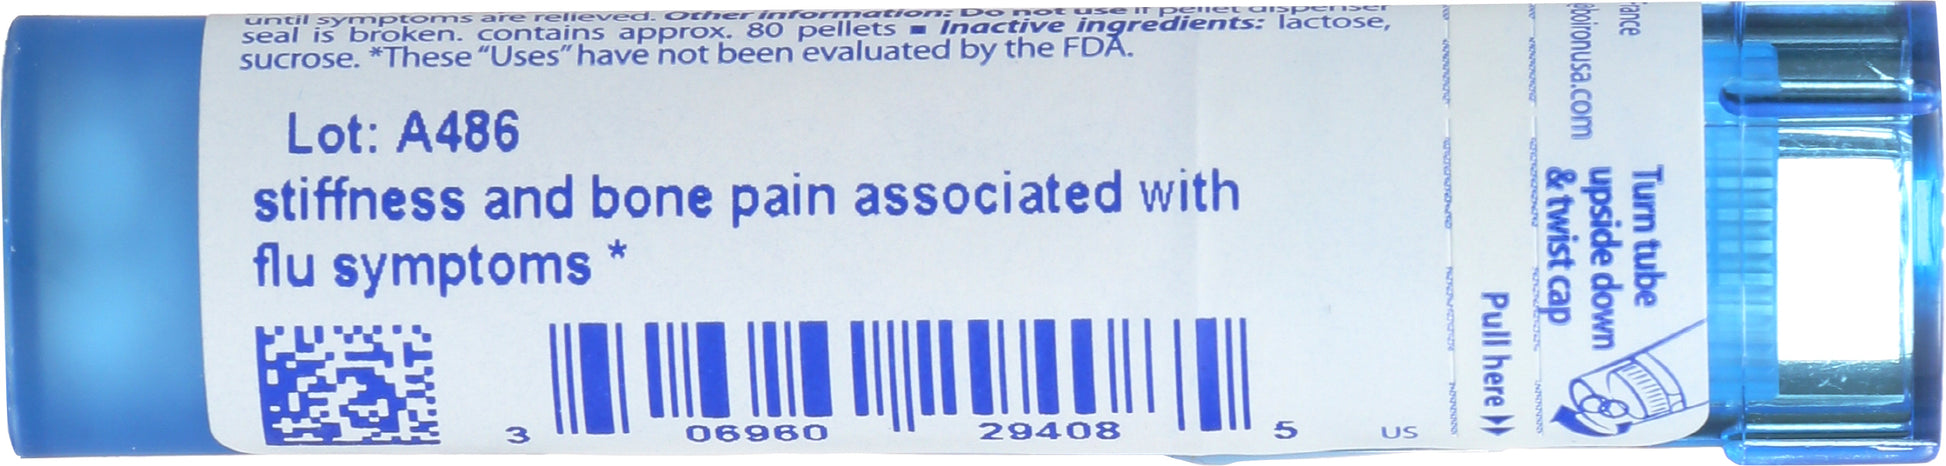 until symptoms are relieved. Other information: Do not use if pellet dispenser
seal is broken. contains approx. 80 pellets ■ Inactive ingredients: lactose,
sucrose. *These "Uses" have not been evaluated by the FDA.
Lot: A486
stiffness and bone pain associated with
flu symptoms *
3 06960 29408 5
US
Pull here
Turn tube
upside down
& twist cap
boironusa.com